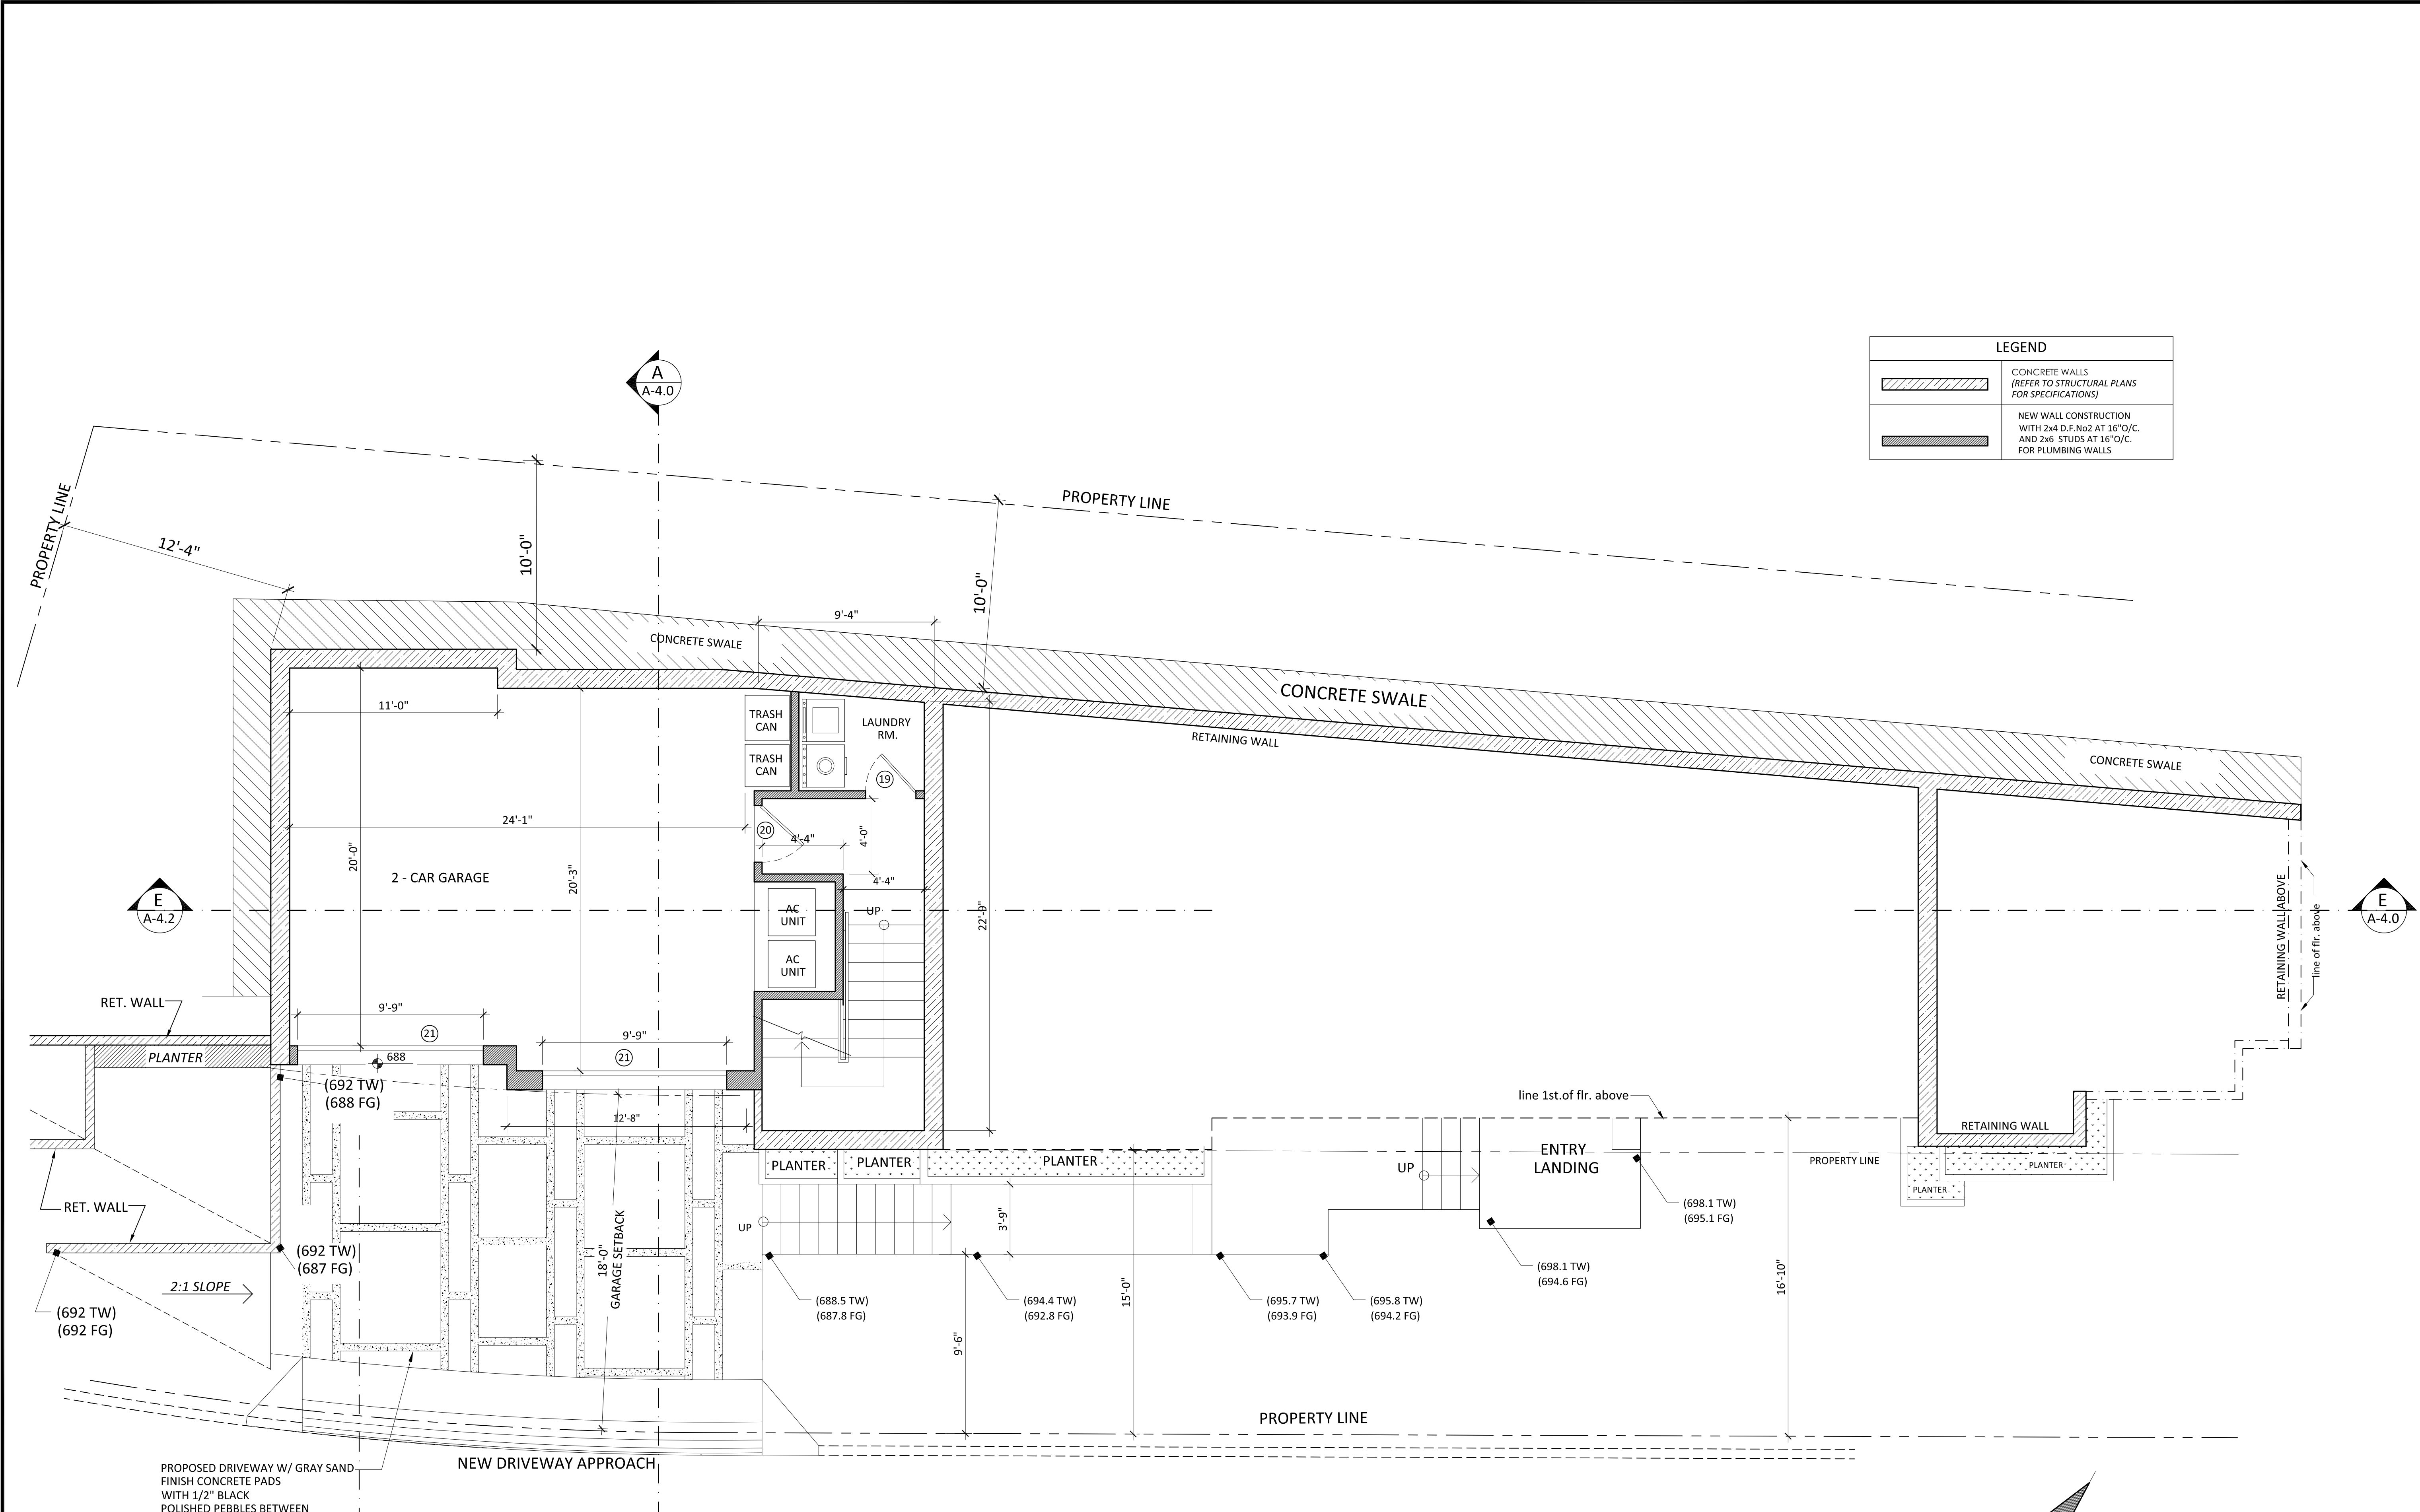 LEGEND
CONCRETE WALLS
(REFER TO STRUCTURAL PLANS
FOR SPECIFICATIONS)
NEW WALL CONSTRUCTION
WITH 2x4 D.F.No2 AT 16"O/C.
AND 2x6 STUDS AT 16"O/C.
FOR PLUMBING WALLS
A
A-4.0
PROPERTY LINE
PROPERTY LINE
12'-4"
10'-0"
10'-0"
9'-4"
CONCRETE SWALE
CONCRETE SWALE
CONCRETE SWALE
RETAINING WALL
11'-0"
TRASH
CAN
TRASH
CAN
LAUNDRY
RM.
19
24'-1"
20
4'-4"
4'-0"
20'-0"
20'-3"
2 - CAR GARAGE
4'-4"
22'-9"
E
A-4.2
AC
UNIT
AC
UNIT
UP
E
A-4.0
RETAINING WALL ABOVE
line of flr. above
RET. WALL
9'-9"
21
9'-9"
21
PLANTER
688
(692 TW)
(688 FG)
12'-8"
line 1st.of flr. above
RETAINING WALL
ENTRY
LANDING
UP
PLANTER
PLANTER
PLANTER
PROPERTY LINE
PLANTER
PLANTER
RET. WALL
UP
3'-9"
(698.1 TW)
(695.1 FG)
18'-0"
GARAGE SETBACK
(692 TW)
(687 FG)
2:1 SLOPE
(692 TW)
(692 FG)
(698.1 TW)
(694.6 FG)
(688.5 TW)
(687.8 FG)
(694.4 TW)
(692.8 FG)
15'-0"
(695.7 TW)
(693.9 FG)
(695.8 TW)
(694.2 FG)
16'-10"
9'-6"
PROPERTY LINE
NEW DRIVEWAY APPROACH
PROPOSED DRIVEWAY W/ GRAY SAND
FINISH CONCRETE PADS
WITH 1/2" BLACK
POLISHED PEBBLES BETWEEN